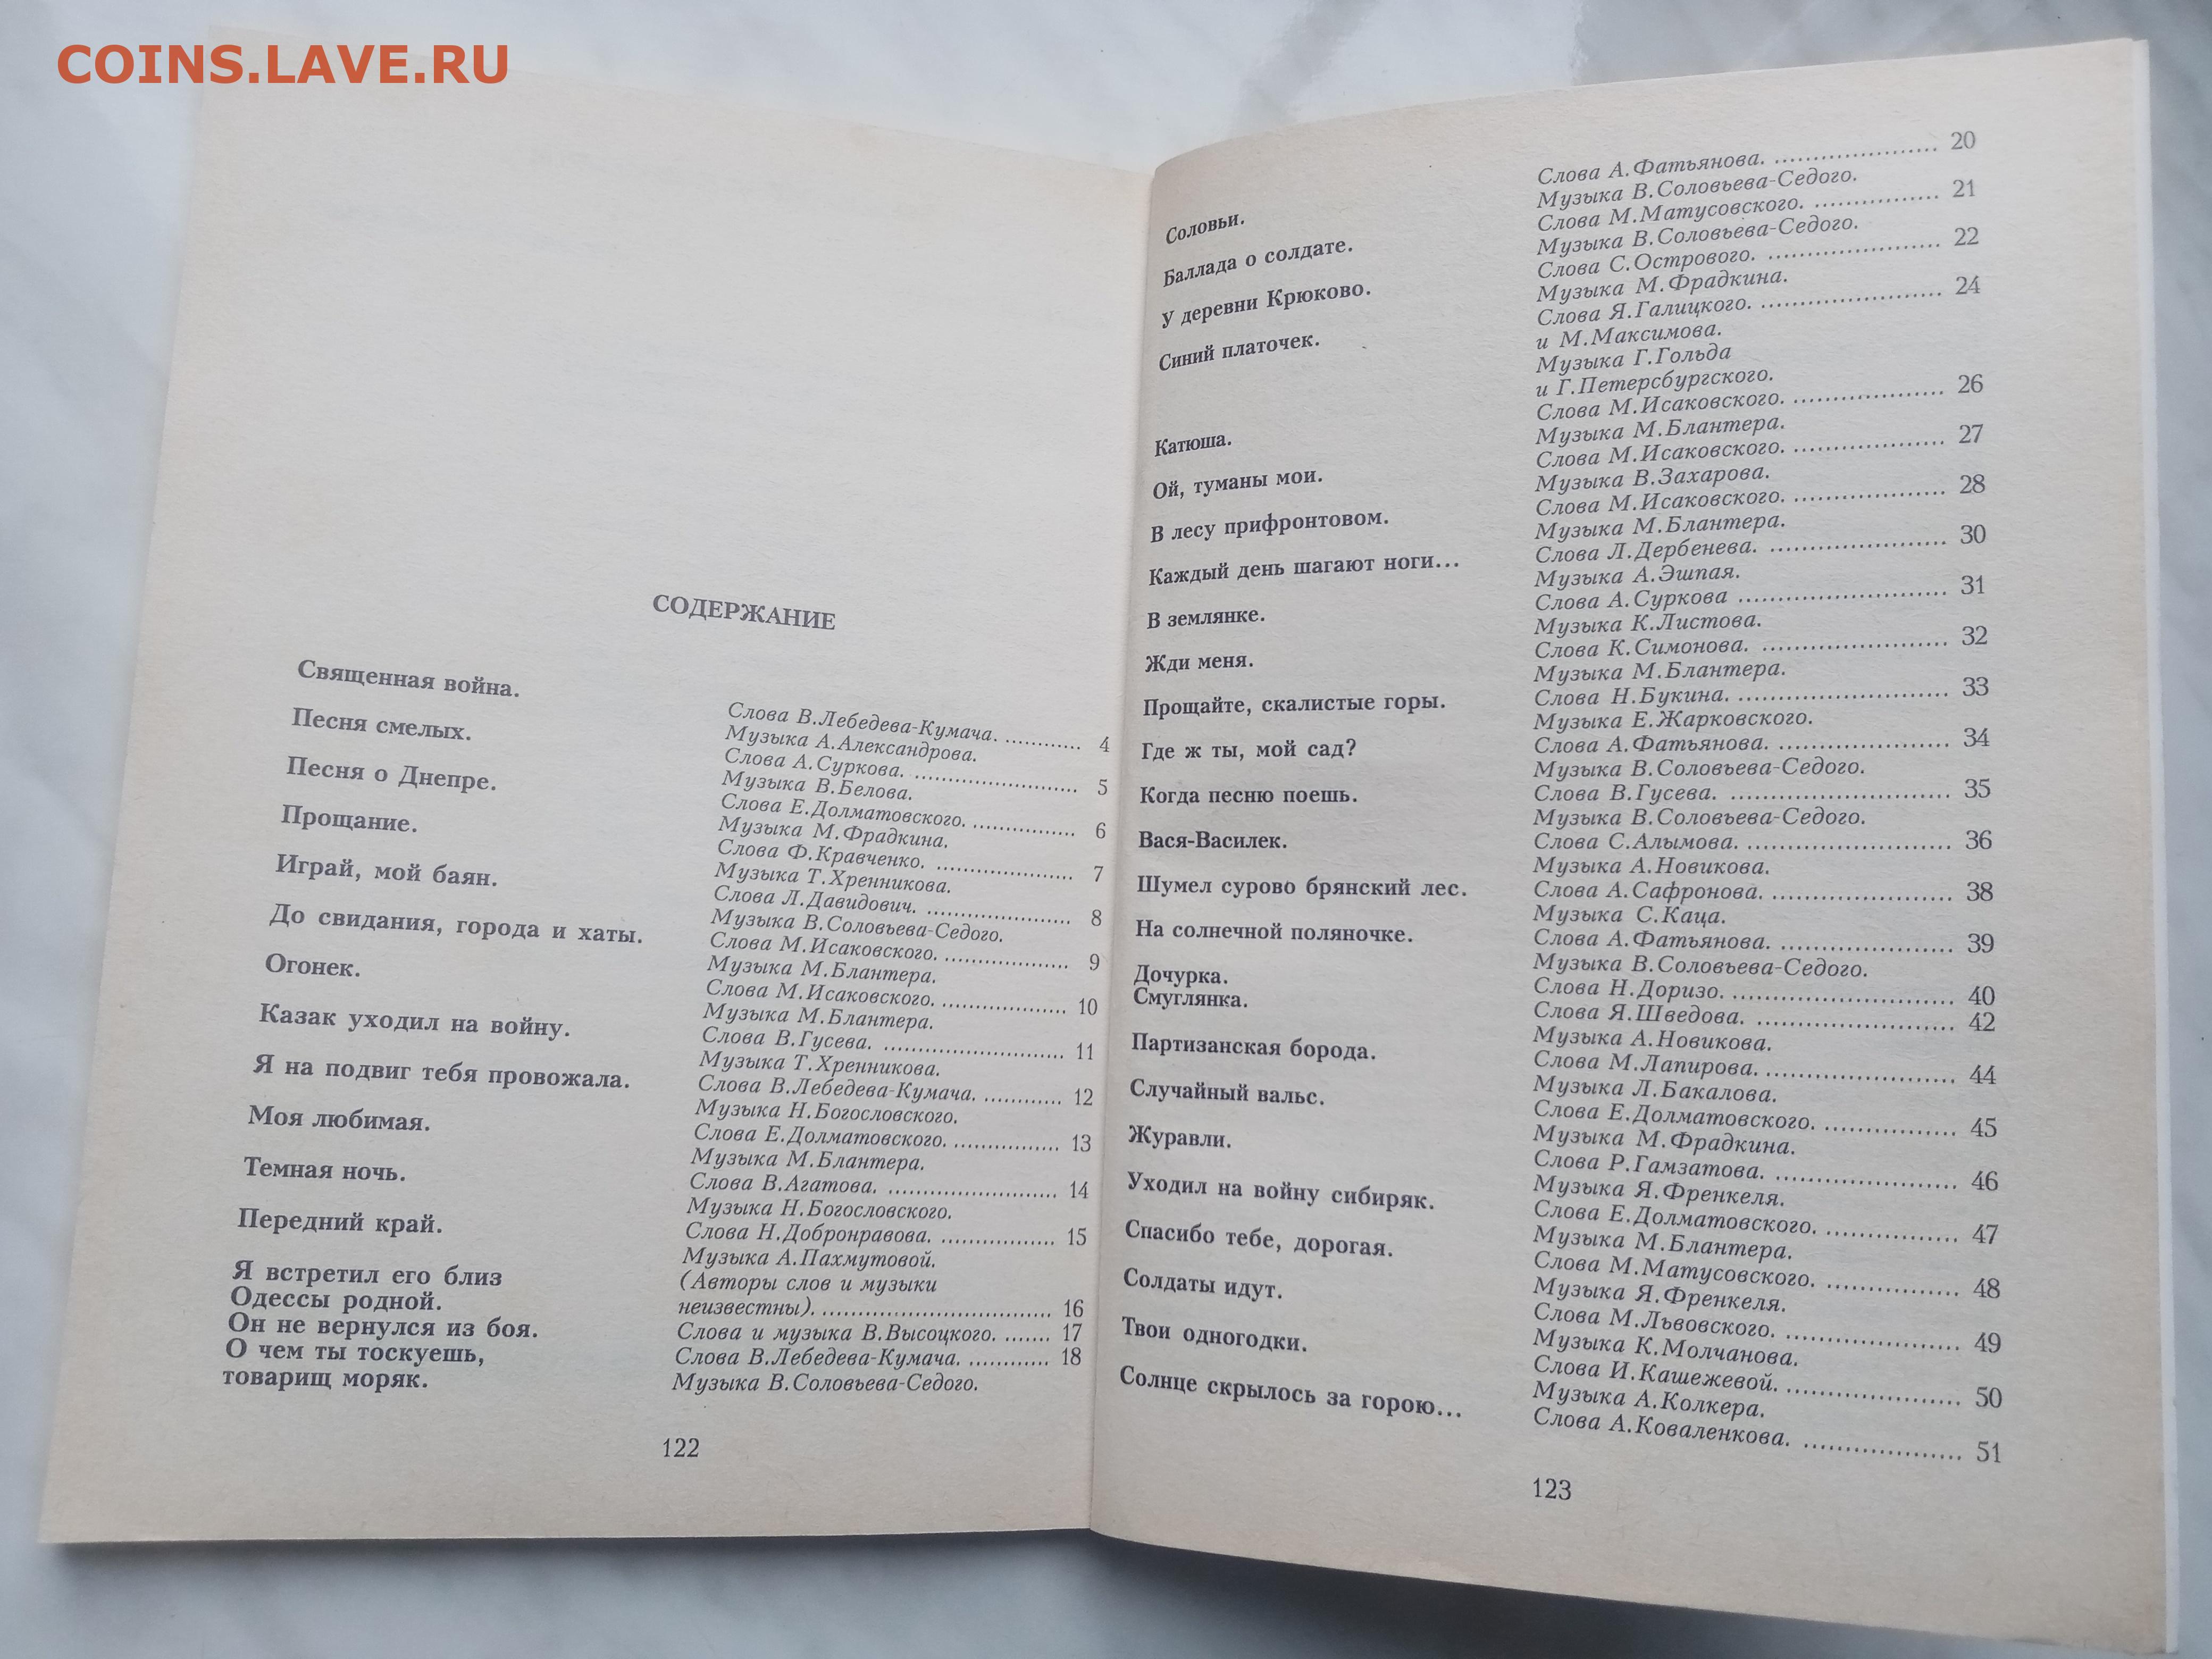 COINS.LAVE.RU
СОДЕРЖАНИЕ
Священная война.
Слова В.Лебедева-Кумача. ............ 4
Музыка А.Александрова.
Песня смелых.
Слова А.Суркова. ......................... 5
Музыка В.Белова.
Песня о Днепре.
Слова Е.Долматовского. ................ 6
Музыка М.Фрадкина.
Прощание.
Слова Ф.Кравченко. ..................... 7
Музыка Т.Хренникова.
Играй, мой баян.
Слова Л.Давидович. ...................... 8
Музыка В.Соловьева-Седого.
До свидания, города и хаты.
Слова М.Исаковского. ................... 9
Музыка М.Блантера.
Огонек.
Слова М.Исаковского. ................... 10
Музыка М.Блантера.
Казак уходил на войну.
Слова В.Гусева. ............................ 11
Музыка Т.Хренникова.
Я на подвиг тебя провожала.
Слова В.Лебедева-Кумача. ............ 12
Музыка Н.Богословского.
Моя любимая.
Слова Е.Долматовского. ................ 13
Музыка М.Блантера.
Темная ночь.
Слова В.Агатова. .......................... 14
Музыка Н.Богословского.
Передний край.
Слова Н.Добронравова. ................. 15
Музыка А.Пахмутовой.
Я встретил его близ
Одессы родной.
(Авторы слов и музыки
неизвестны). ................................... 16
Он не вернулся из боя.
Слова и музыка В.Высоцкого. ....... 17
О чем ты тоскуешь,
товарищ моряк.
Слова В.Лебедева-Кумача. ............ 18
Музыка В.Соловьева-Седого.
122
Соловьи.
Слова А.Фатьянова. ...................... 20
Музыка В.Соловьева-Седого.
Баллада о солдате.
Слова М.Матусовского. ................. 21
Музыка В.Соловьева-Седого.
У деревни Крюково.
Слова С.Острового. ....................... 22
Музыка М.Фрадкина.
Синий платочек.
Слова Я.Галицкого. ........................ 24
и М.Максимова.
Музыка Г.Гольда
и Г.Петерсбургского.
Катюша.
Слова М.Исаковского. .................... 26
Музыка М.Блантера.
Ой, туманы мои.
Слова М.Исаковского. .................... 27
Музыка В.Захарова.
В лесу прифронтовом.
Слова М.Исаковского. .................... 28
Музыка М.Блантера.
Каждый день шагают ноги...
Слова Л.Дербенева. ........................ 30
Музыка А.Эшпая.
В землянке.
Слова А.Суркова ............................ 31
Музыка К.Листова.
Жди меня.
Слова К.Симонова. ......................... 32
Музыка М.Блантера.
Прощайте, скалистые горы.
Слова Н.Букина. ............................ 33
Музыка Е.Жарковского.
Где ж ты, мой сад?
Слова А.Фатьянова. ....................... 34
Музыка В.Соловьева-Седого.
Когда песню поешь.
Слова В.Гусева. .............................. 35
Музыка В.Соловьева-Седого.
Вася-Василек.
Слова С.Алымова. ........................... 36
Музыка А.Новикова.
Шумел сурово брянский лес.
Слова А.Сафронова. ........................ 38
Музыка С.Каца.
На солнечной поляночке.
Слова А.Фатьянова. ....................... 39
Музыка В.Соловьева-Седого.
Дочурка.
Слова Н.Доризо. ............................. 40
Смуглянка.
Слова Я.Шведова. .......................... 42
Музыка А.Новикова.
Партизанская борода.
Слова М.Лапирова. ......................... 44
Музыка Л.Бакалова.
Случайный вальс.
Слова Е.Долматовского. ................. 45
Музыка М.Фрадкина.
Журавли.
Слова Р.Гамзатова. ........................ 46
Музыка Я.Френкеля.
Уходил на войну сибиряк.
Слова Е.Долматовского. ................. 47
Музыка М.Блантера.
Спасибо тебе, дорогая.
Слова М.Матусовского. .................. 48
Музыка Я.Френкеля.
Солдаты идут.
Слова М.Львовского. ...................... 49
Музыка К.Молчанова.
Твои одногодки.
Слова И.Кашежевой. ....................... 50
Музыка А.Колкера.
Солнце скрылось за горою...
Слова А.Коваленкова. ..................... 51
123